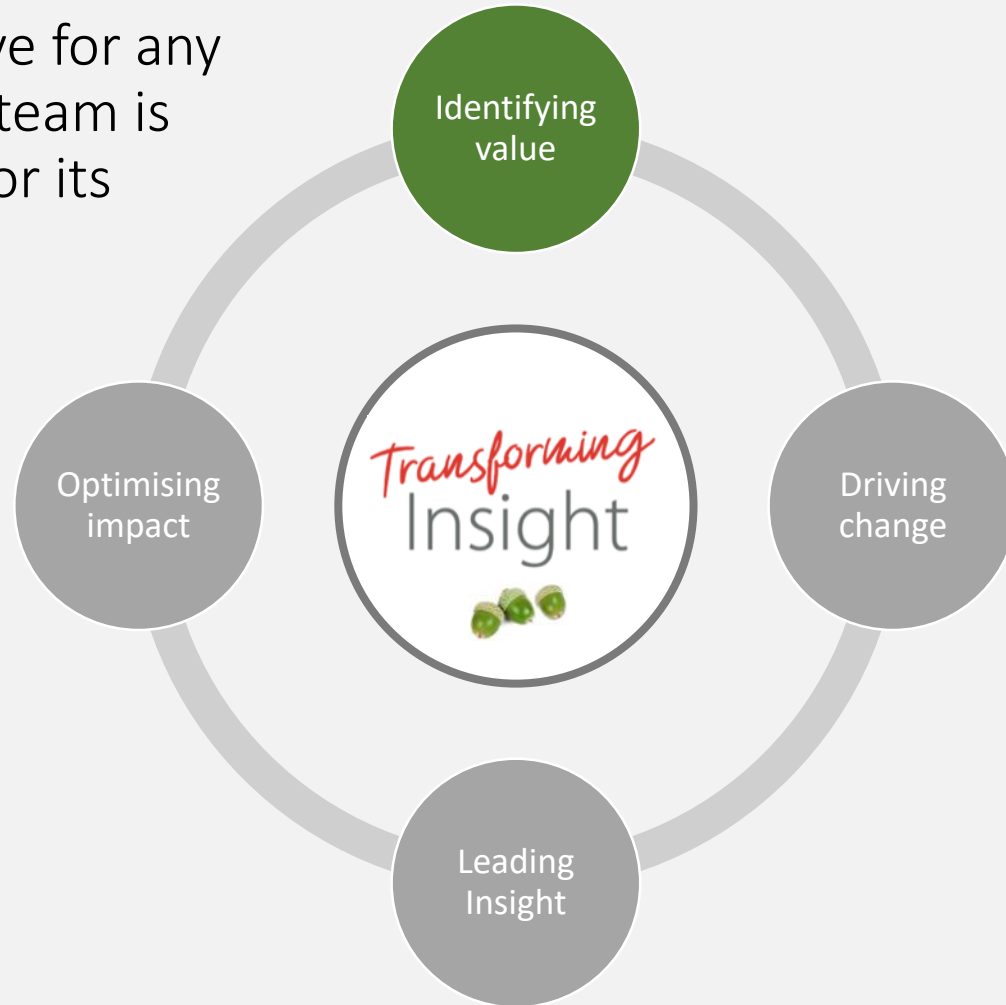 ve for any
team is
or its
Identifying
value
Optimising
impact
Transforming
Insight
Driving
change
Leading
Insight